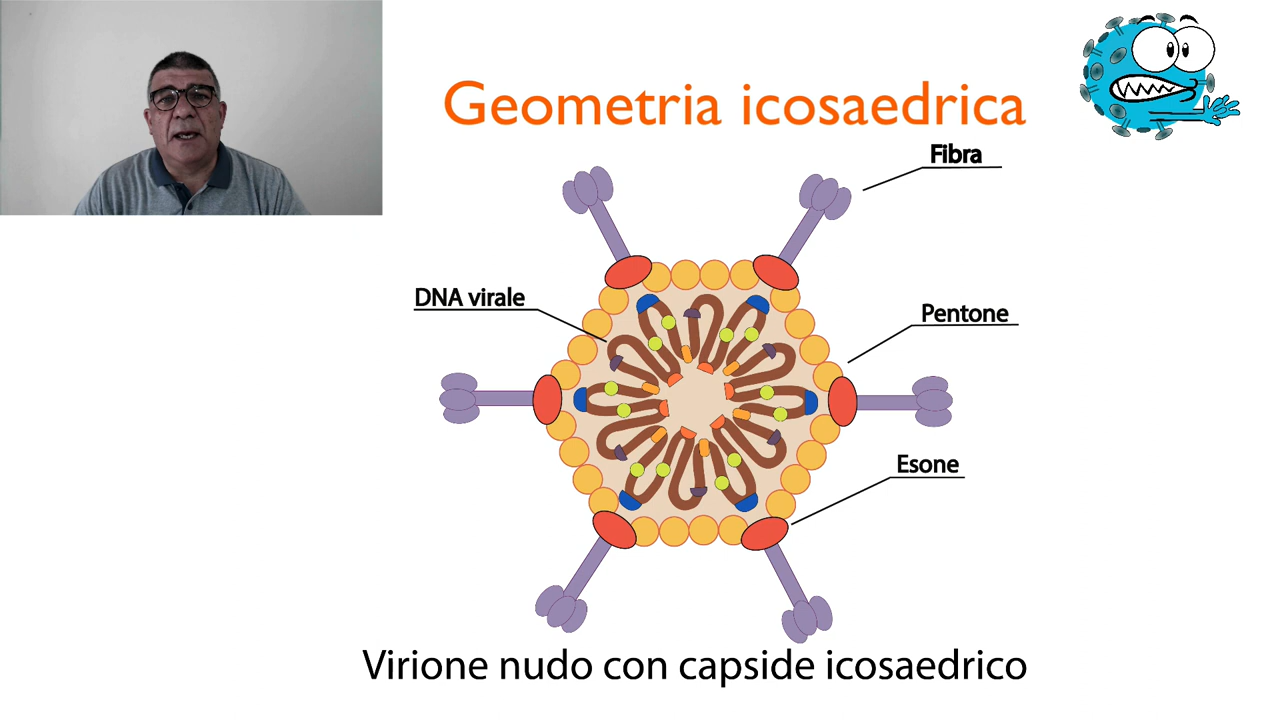 Geometria icosaedrica
Fibra
DNA virale
Pentone
Esone
Virione nudo con capside icosaedrico